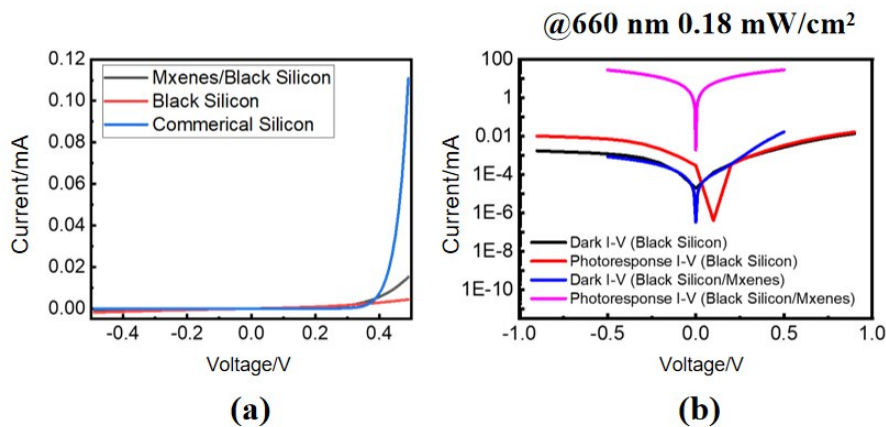 @660 nm 0.18 mW/cm²
0.12
0.10
0.08
0.06
0.04
0.02
0.00
Current/mA
Mxenes/Black Silicon
Black Silicon
Commerical Silicon
-0.4 -0.2 0.0 0.2 0.4
Voltage/V
(a)
100
1
0.01
1E-4
1E-6
1E-8
1E-10
Current/mA
Dark I-V (Black Silicon)
Photoresponse I-V (Black Silicon)
Dark I-V (Black Silicon/Mxenes)
Photoresponse I-V (Black Silicon/Mxenes)
-1.0 -0.5 0.0 0.5 1.0
Voltage/V
(b)